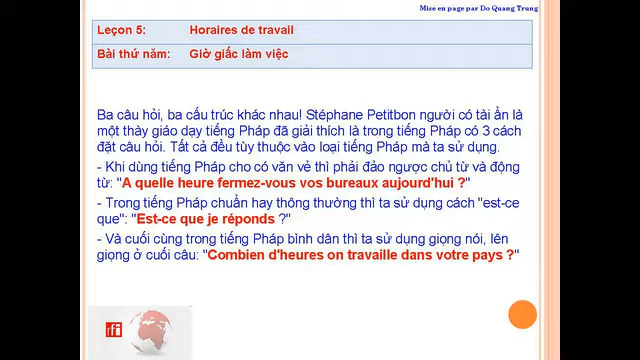 Mise en page par Do Quang Trung
Leçon 5: Horaires de travail
Bài thứ năm: Giờ giấc làm việc
Ba câu hỏi, ba cấu trúc khác nhau! Stéphane Petitbon người có tài ẩn là
một thày giáo dạy tiếng Pháp đã giải thích là trong tiếng Pháp có 3 cách
đặt câu hỏi. Tất cả đều tùy thuộc vào loại tiếng Pháp mà ta sử dụng.
- Khi dùng tiếng Pháp cho có văn vẻ thì phải đảo ngược chủ từ và động
từ: "A quelle heure fermez-vous vos bureaux aujourd'hui ?"
- Trong tiếng Pháp chuẩn hay thông thường thì ta sử dụng cách "est-ce
que": "Est-ce que je réponds ?"
- Và cuối cùng trong tiếng Pháp bình dân thì ta sử dụng giọng nói, lên
giọng ở cuối câu: "Combien d'heures on travaille dans votre pays ?"
rfi